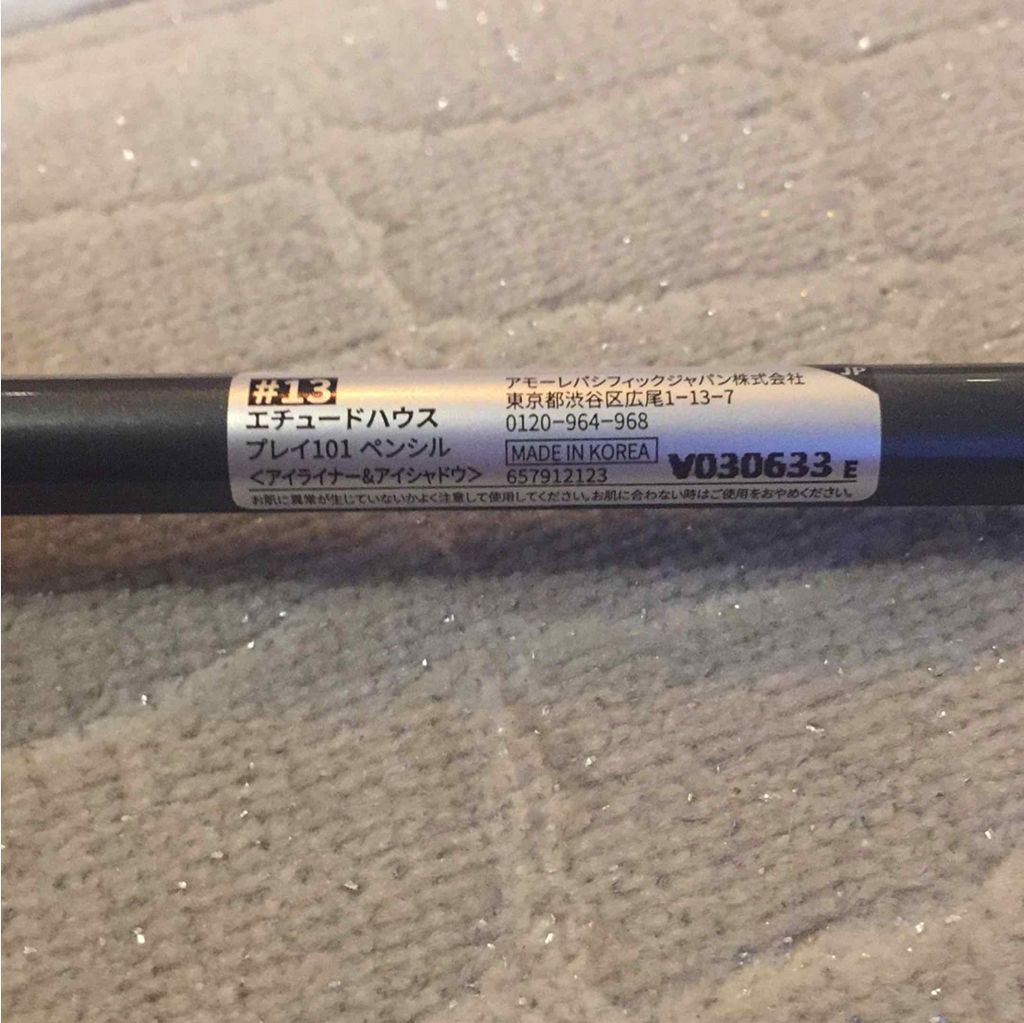 #13
エチュードハウス
プレイ101 ペンシル
<アイライナー&アイシャドウ>
アモーレパシフィックジャパン株式会社
東京都渋谷区広尾1-13-7
0120-964-968
MADE IN KOREA
657912123
V030633 E
お肌に異常が生じていないかよく注意して使用してください。お肌に合わない時はご使用をおやめください。
JP